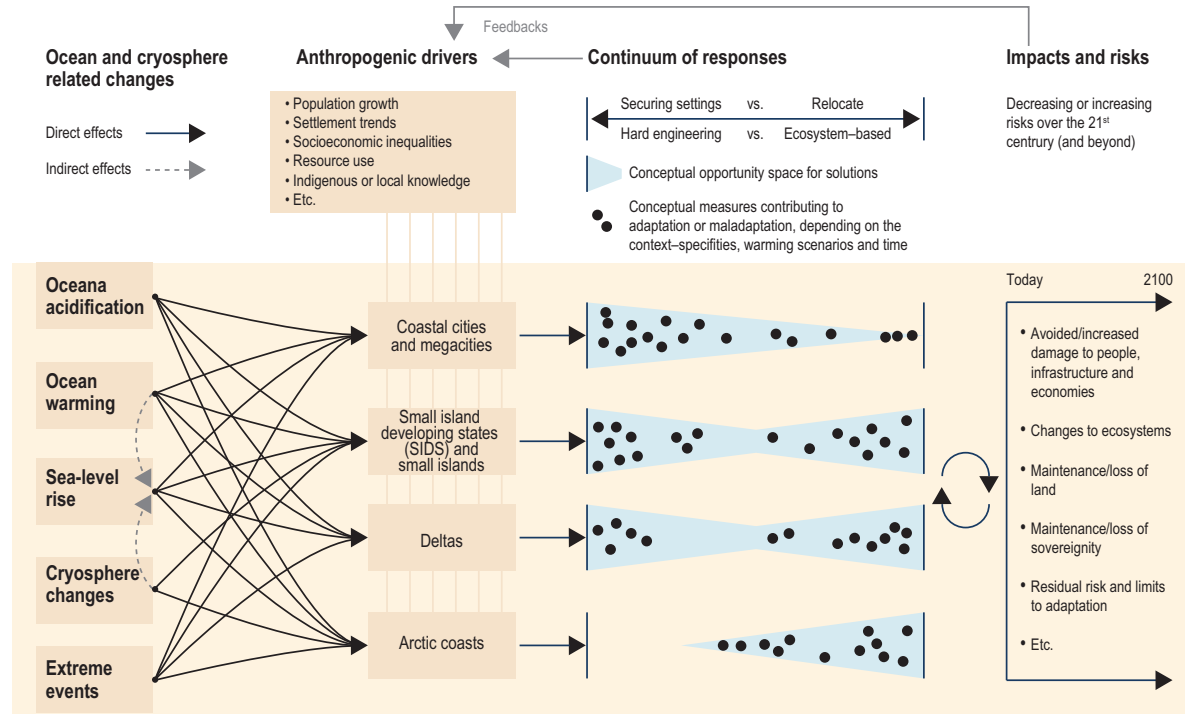 Feedbacks
Ocean and cryosphere
related changes
Direct effects
Indirect effects
Anthropogenic drivers
• Population growth
• Settlement trends
• Socioeconomic inequalities
• Resource use
• Indigenous or local knowledge
• Etc.
Continuum of responses
Securing settings vs. Relocate
Hard engineering vs. Ecosystem–based
Conceptual opportunity space for solutions
Conceptual measures contributing to
adaptation or maladaptation, depending on the
context–specifities, warming scenarios and time
Impacts and risks
Decreasing or increasing
risks over the 21st
centrury (and beyond)
Oceana
acidification
Ocean
warming
Sea-level
rise
Cryosphere
changes
Extreme
events
Coastal cities
and megacities
Small island
developing states
(SIDS) and
small islands
Deltas
Arctic coasts
Today 2100
• Avoided/increased
damage to people,
infrastructure and
economies
• Changes to ecosystems
• Maintenance/loss of
land
• Maintenance/loss of
sovereignity
• Residual risk and limits
to adaptation
• Etc.